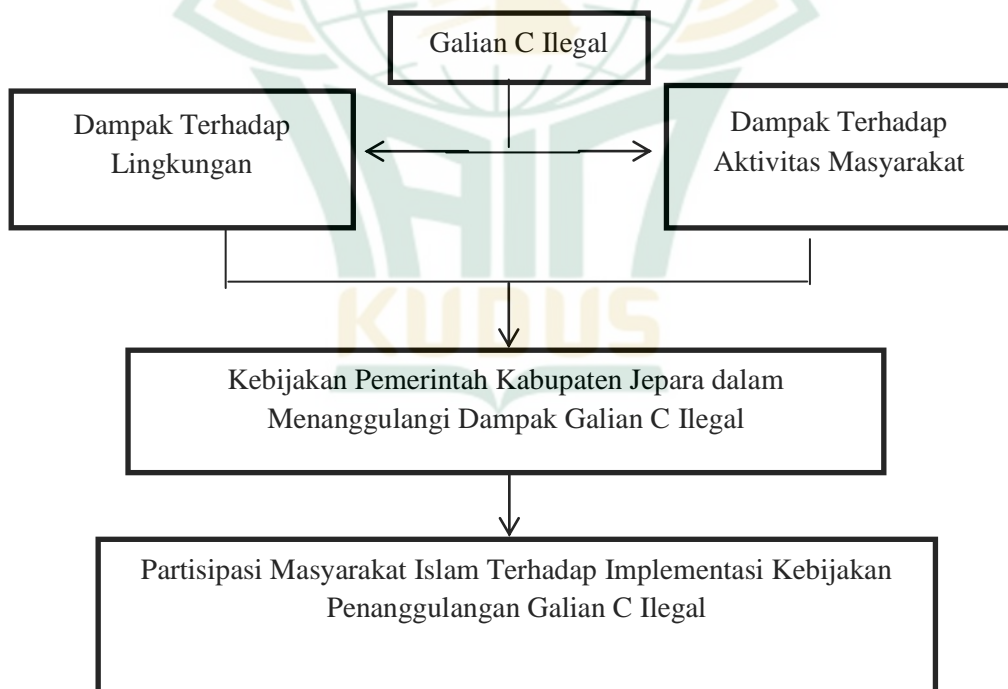 Galian C Ilegal
Dampak Terhadap
Lingkungan
Dampak Terhadap
Aktivitas Masyarakat
KUDUS
Kebijakan Pemerintah Kabupaten Jepara dalam
Menanggulangi Dampak Galian C Ilegal
Partisipasi Masyarakat Islam Terhadap Implementasi Kebijakan
Penanggulangan Galian C Ilegal